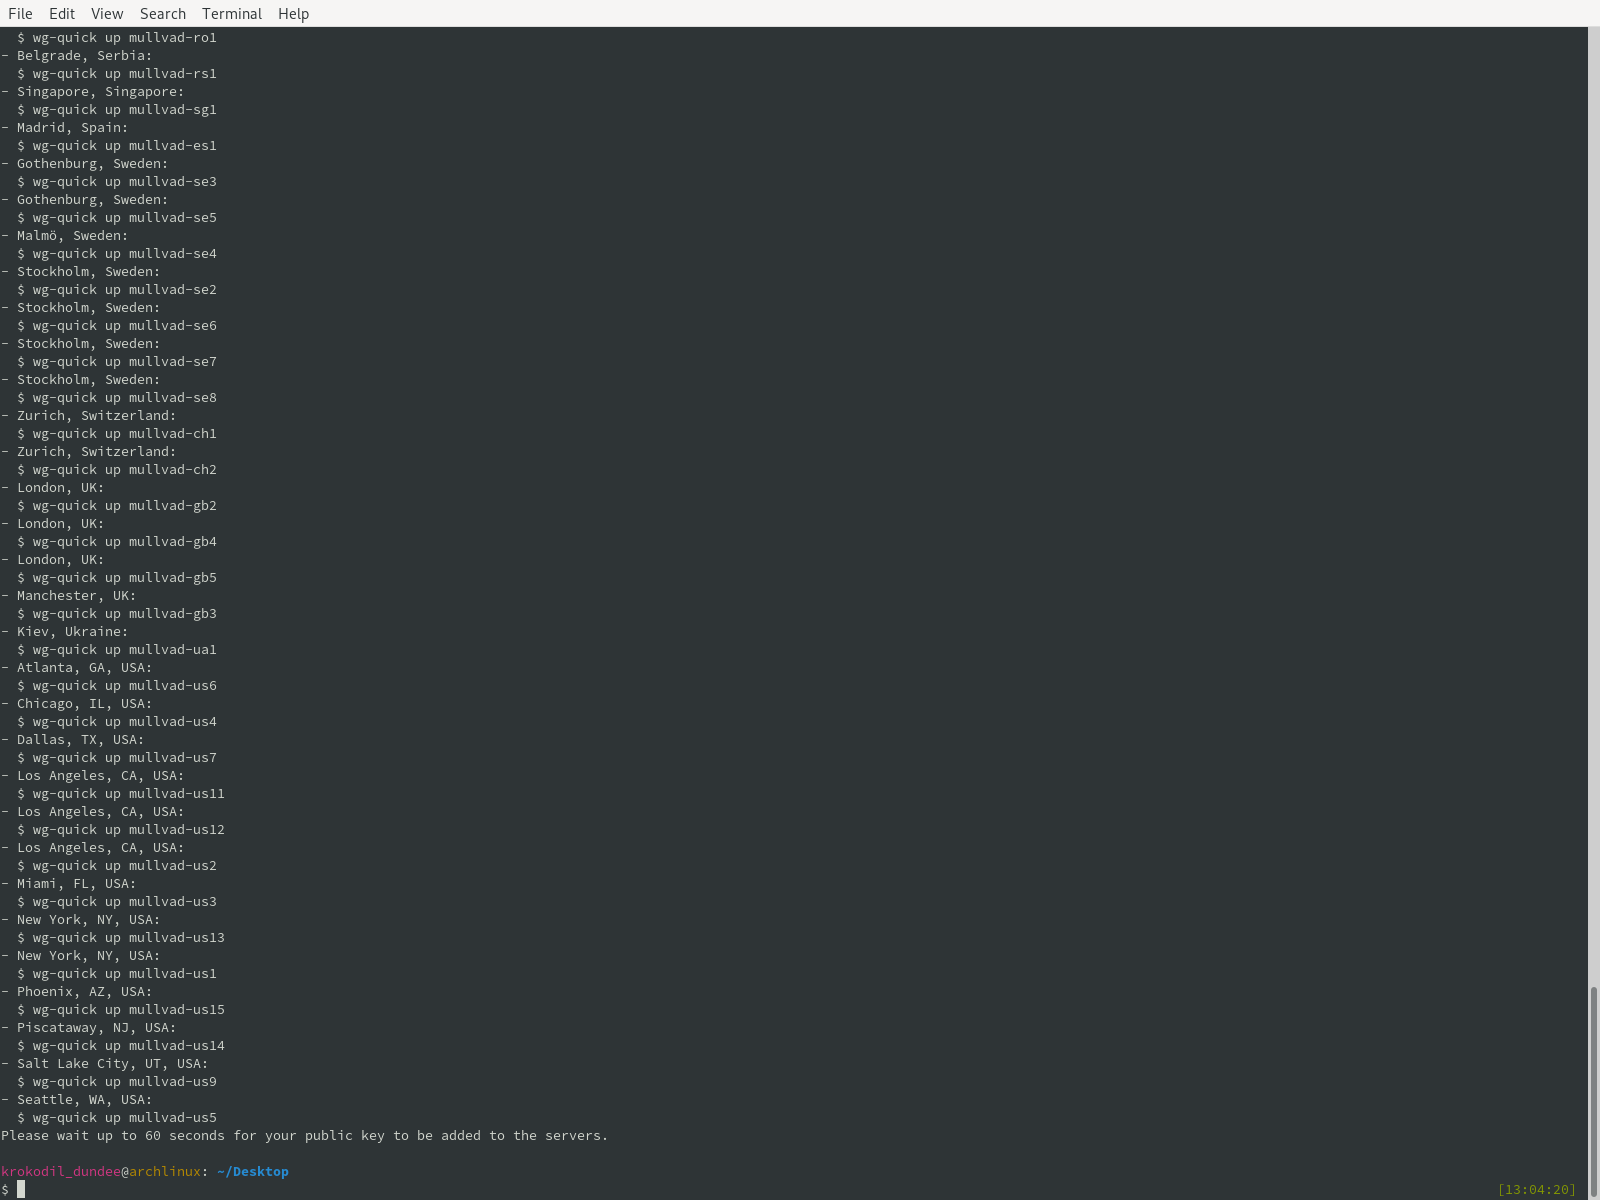 File Edit View Search Terminal Help
$ wg-quick up mullvad-ro1
- Belgrade, Serbia:
$ wg-quick up mullvad-rs1
- Singapore, Singapore:
$ wg-quick up mullvad-sg1
- Madrid, Spain:
$ wg-quick up mullvad-es1
- Gothenburg, Sweden:
$ wg-quick up mullvad-se3
- Gothenburg, Sweden:
$ wg-quick up mullvad-se5
- Malmö, Sweden:
$ wg-quick up mullvad-se4
- Stockholm, Sweden:
$ wg-quick up mullvad-se2
- Stockholm, Sweden:
$ wg-quick up mullvad-se6
- Stockholm, Sweden:
$ wg-quick up mullvad-se7
- Stockholm, Sweden:
$ wg-quick up mullvad-se8
- Zurich, Switzerland:
$ wg-quick up mullvad-ch1
- Zurich, Switzerland:
$ wg-quick up mullvad-ch2
- London, UK:
$ wg-quick up mullvad-gb2
- London, UK:
$ wg-quick up mullvad-gb4
- London, UK:
$ wg-quick up mullvad-gb5
- Manchester, UK:
$ wg-quick up mullvad-gb3
- Kiev, Ukraine:
$ wg-quick up mullvad-ua1
- Atlanta, GA, USA:
$ wg-quick up mullvad-us6
- Chicago, IL, USA:
$ wg-quick up mullvad-us4
- Dallas, TX, USA:
$ wg-quick up mullvad-us7
- Los Angeles, CA, USA:
$ wg-quick up mullvad-us11
- Los Angeles, CA, USA:
$ wg-quick up mullvad-us12
- Los Angeles, CA, USA:
$ wg-quick up mullvad-us2
- Miami, FL, USA:
$ wg-quick up mullvad-us3
- New York, NY, USA:
$ wg-quick up mullvad-us13
- New York, NY, USA:
$ wg-quick up mullvad-us1
- Phoenix, AZ, USA:
$ wg-quick up mullvad-us15
- Piscataway, NJ, USA:
$ wg-quick up mullvad-us14
- Salt Lake City, UT, USA:
$ wg-quick up mullvad-us9
- Seattle, WA, USA:
$ wg-quick up mullvad-us5
Please wait up to 60 seconds for your public key to be added to the servers.
krokodil_dundee@archlinux: ~/Desktop
$ [13:04:20]